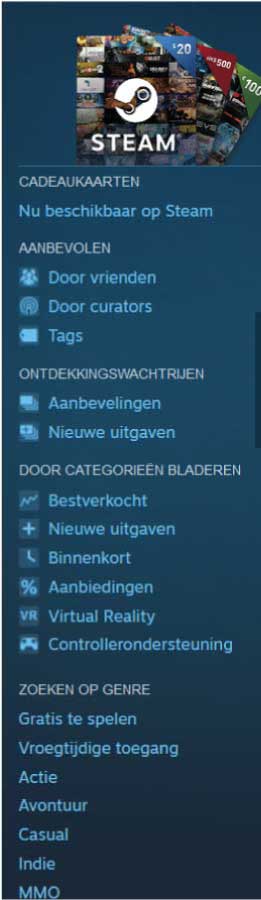 £20
HK$500
€100
STEAM
CADEAUKAARTEN
Nu beschikbaar op Steam
AANBEVOLEN
Door vrienden
Door curators
Tags
ONTDEKKINGSWACHTRIJEN
Aanbevelingen
Nieuwe uitgaven
DOOR CATEGORIEËN BLADEREN
Bestverkocht
Nieuwe uitgaven
Binnenkort
% Aanbiedingen
VR Virtual Reality
Controllerondersteuning
ZOEKEN OP GENRE
Gratis te spelen
Vroegtijdige toegang
Actie
Avontuur
Casual
Indie
MMO